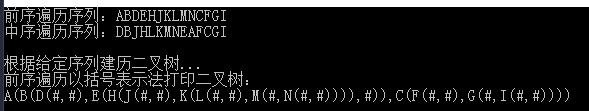 前序遍历序列：ABDEHJKLMNCFGI
中序遍历序列：DBJHLKMNEAFCGI
根据给定序列建历二叉树...
前序遍历以括号表示法打印二叉树：
A(B(D(#,#),E(H(J(#,#),K(L(#,#),M(#,N(#,#)))),#)),C(F(#,#),G(#,I(#,#))))